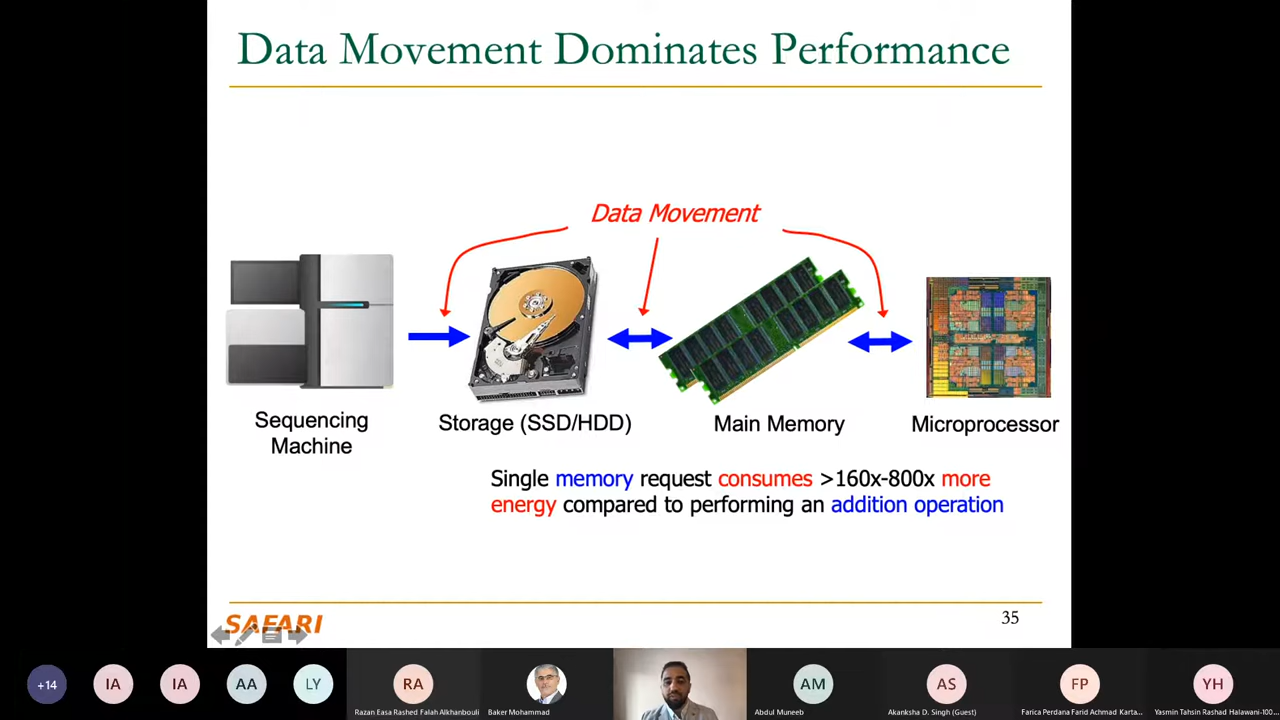 Data Movement Dominates Performance
Data Movement
Sequencing
Machine
Storage (SSD/HDD)
Main Memory
Microprocessor
Single memory request consumes >160x-800x more
energy compared to performing an addition operation
SAFARI
35
+14
IA
IA
AA
LY
RA
AM
AS
FP
YH
Razan Easa Rashed Falah Alkhanbouli
Baker Mohammad
Abdul Muneeb
Akanksha D. Singh (Guest)
Farica Perdana Farid Achmad Karta...
Yasmin Tahsin Rashad Halawani-100...